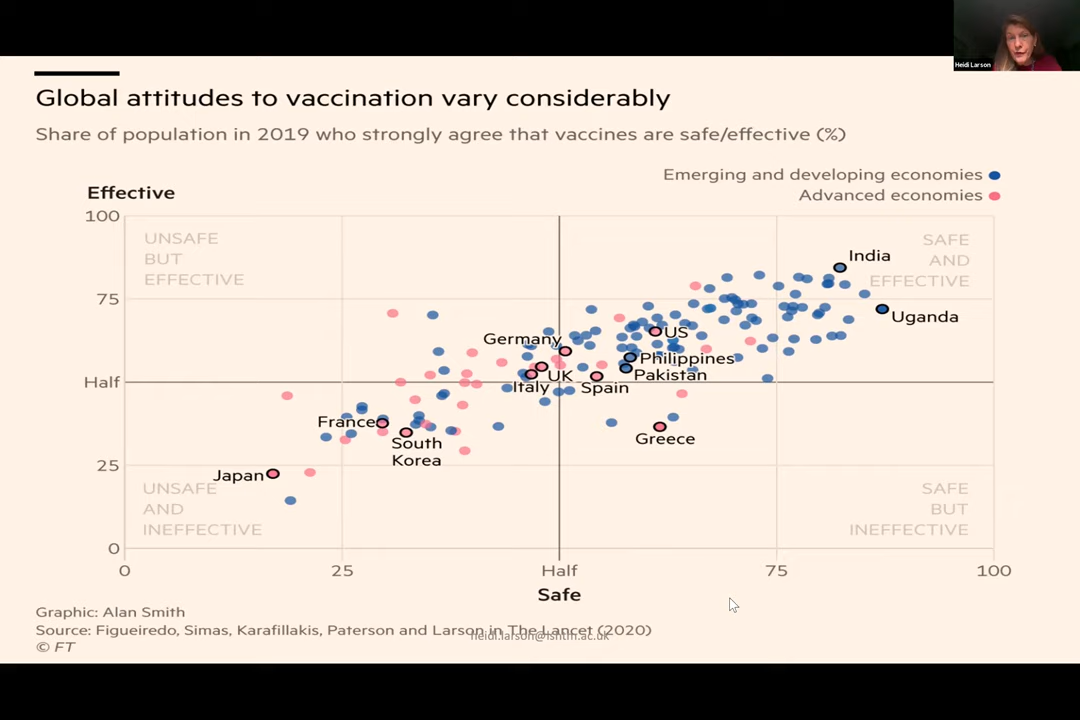 Heidi Larson
Global attitudes to vaccination vary considerably
Share of population in 2019 who strongly agree that vaccines are safe/effective (%)
Emerging and developing economies
Advanced economies
Effective
100
UNSAFE
BUT
EFFECTIVE
SAFE
AND
EFFECTIVE
India
75
Uganda
US
Germany
Philippines
UK
Pakistan
Half
Italy
Spain
France
Greece
South
Korea
25
Japan
UNSAFE
AND
INEFFECTIVE
SAFE
BUT
INEFFECTIVE
0
0
25
Half
75
100
Safe
Graphic: Alan Smith
Source: Figueiredo, Simas, Karafillakis, Paterson and Larson in The Lancet (2020)
heidi.larson@lshtm.ac.uk
© FT